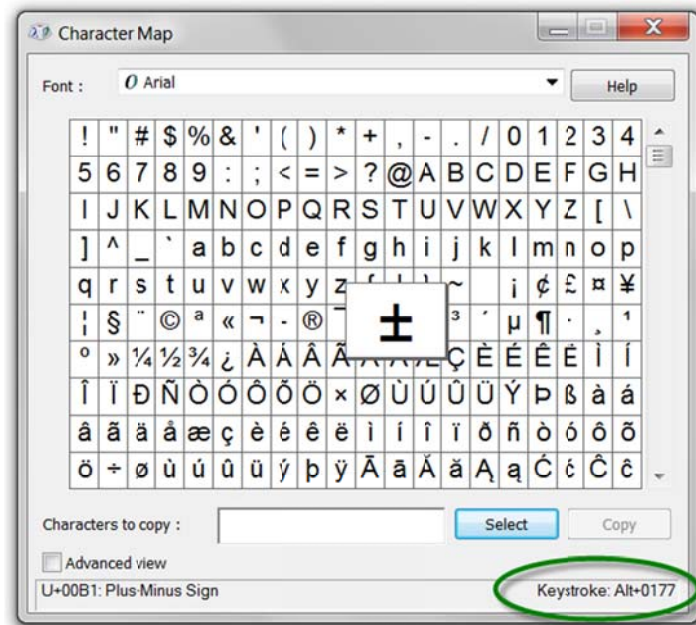 Character Map
Font : O Arial Help
! " # $ % & ' ( ) * + , - . / 0 1 2 3 4
5 6 7 8 9 : ; < = > ? @ A B C D E F G H
I J K L M N O P Q R S T U V W X Y Z [ \
] ^ _ ` a b c d e f g h i j k l m n o p
q r s t u v w x y z ~ ¡ ¢ £ ¤ ¥
¦ § ¨ © ª « ¬ - ® ¯ ± ³ ´ µ ¶ · ¸ ¹
º » ¼ ½ ¾ ¿ À Á Â Ã Ç È É Ê Ë Ì Í
Î Ï Ð Ñ Ò Ó Ô Õ Ö × Ø Ù Ú Û Ü Ý Þ ß à á
â ã ä å æ ç è é ê ë ì í î ï ð ñ ò ó ô õ
ö ÷ ø ù ú û ü ý þ ÿ Ā ā Ă ă Ą ą Ć ć Ĉ ĉ
Characters to copy : Select Copy
Advanced view
U+00B1: Plus-Minus Sign Keystroke: Alt+0177